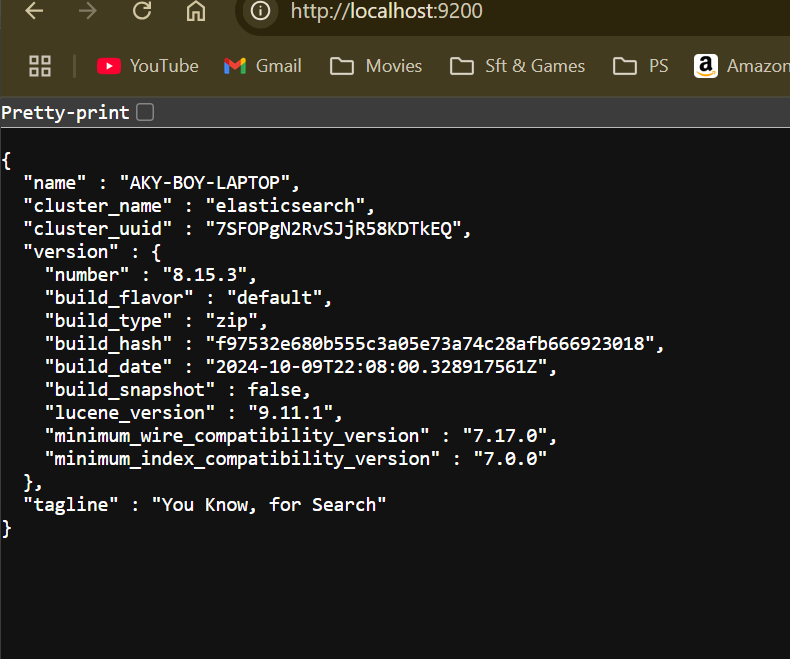 http://localhost:9200
YouTube Gmail Movies Sft & Games PS Amazon
Pretty-print
{
  "name" : "AKY-BOY-LAPTOP",
  "cluster_name" : "elasticsearch",
  "cluster_uuid" : "7SFOPgN2RvSJjR58KDTkEQ",
  "version" : {
    "number" : "8.15.3",
    "build_flavor" : "default",
    "build_type" : "zip",
    "build_hash" : "f97532e680b555c3a05e73a74c28afb666923018",
    "build_date" : "2024-10-09T22:08:00.328917561Z",
    "build_snapshot" : false,
    "lucene_version" : "9.11.1",
    "minimum_wire_compatibility_version" : "7.17.0",
    "minimum_index_compatibility_version" : "7.0.0"
  },
  "tagline" : "You Know, for Search"
}